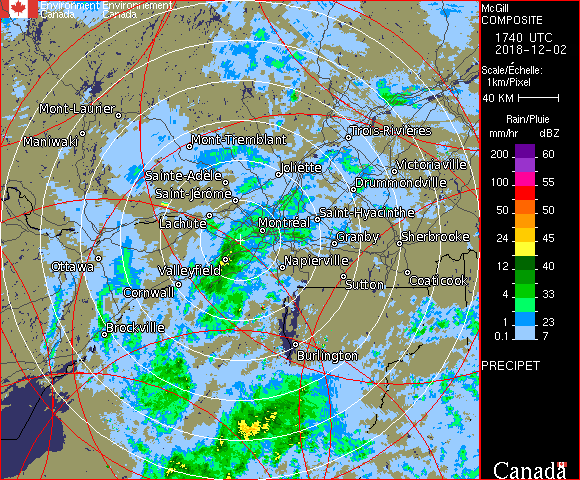 Environment Environnement
Canada Canada
Mont-Laurier
Maniwaki
Mont-Tremblant
Trois-Rivières
Sainte-Adèle
Joliette
Victoriaville
Saint-Jérôme
Drummondville
Lachute
Montréal
Saint-Hyacinthe
Granby
Sherbrooke
Ottawa
Valleyfield
Napierville
Cornwall
Sutton
Coaticook
Brockville
Burlington
McGill
COMPOSITE
1740 UTC
2018-12-02
Scale/Échelle:
1km/Pixel
40 KM
Rain/Pluie
mm/hr dBZ
200 60
100 55
50 50
24 45
12 40
4 33
1 23
0.1 7
PRECIPET
Canada